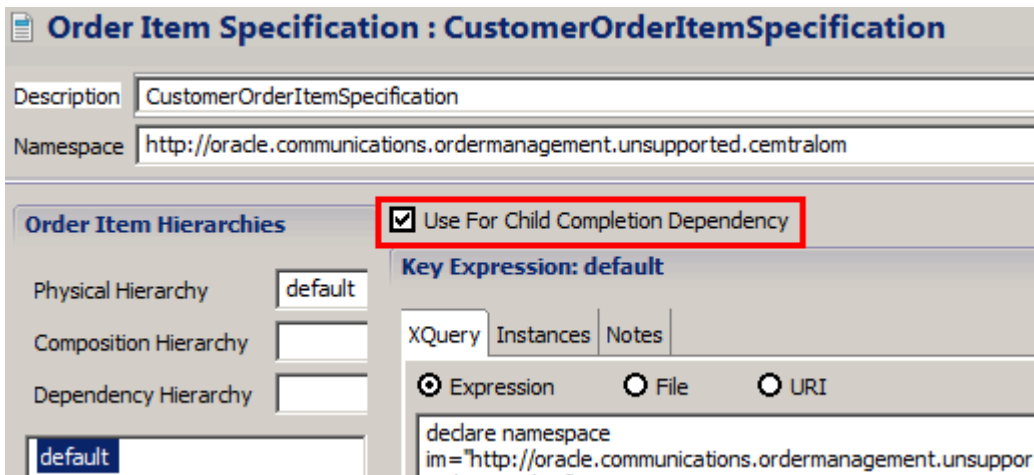 Order Item Specification : CustomerOrderItemSpecification
Description CustomerOrderItemSpecification
Namespace http://oracle.communications.ordermanagement.unsupported.cemtralom
Order Item Hierarchies
Use For Child Completion Dependency
Physical Hierarchy default
Composition Hierarchy
Dependency Hierarchy
default
Key Expression: default
XQuery Instances Notes
Expression File URI
declare namespace
im="http://oracle.communications.ordermanagement.unsuppor